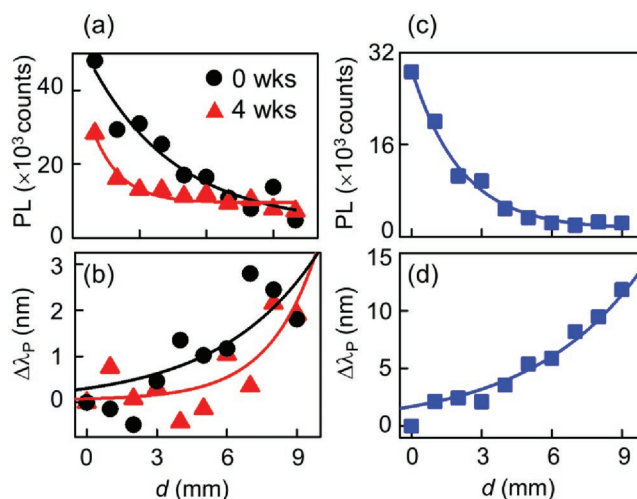 (a)
PL (×10³ counts)
40
20
0
0 wks
4 wks
(b)
Δλ_P (nm)
3
2
1
0
0 3 6 9
d (mm)
(c)
PL (×10³ counts)
32
16
0
(d)
Δλ_P (nm)
15
10
5
0
0 3 6 9
d (mm)